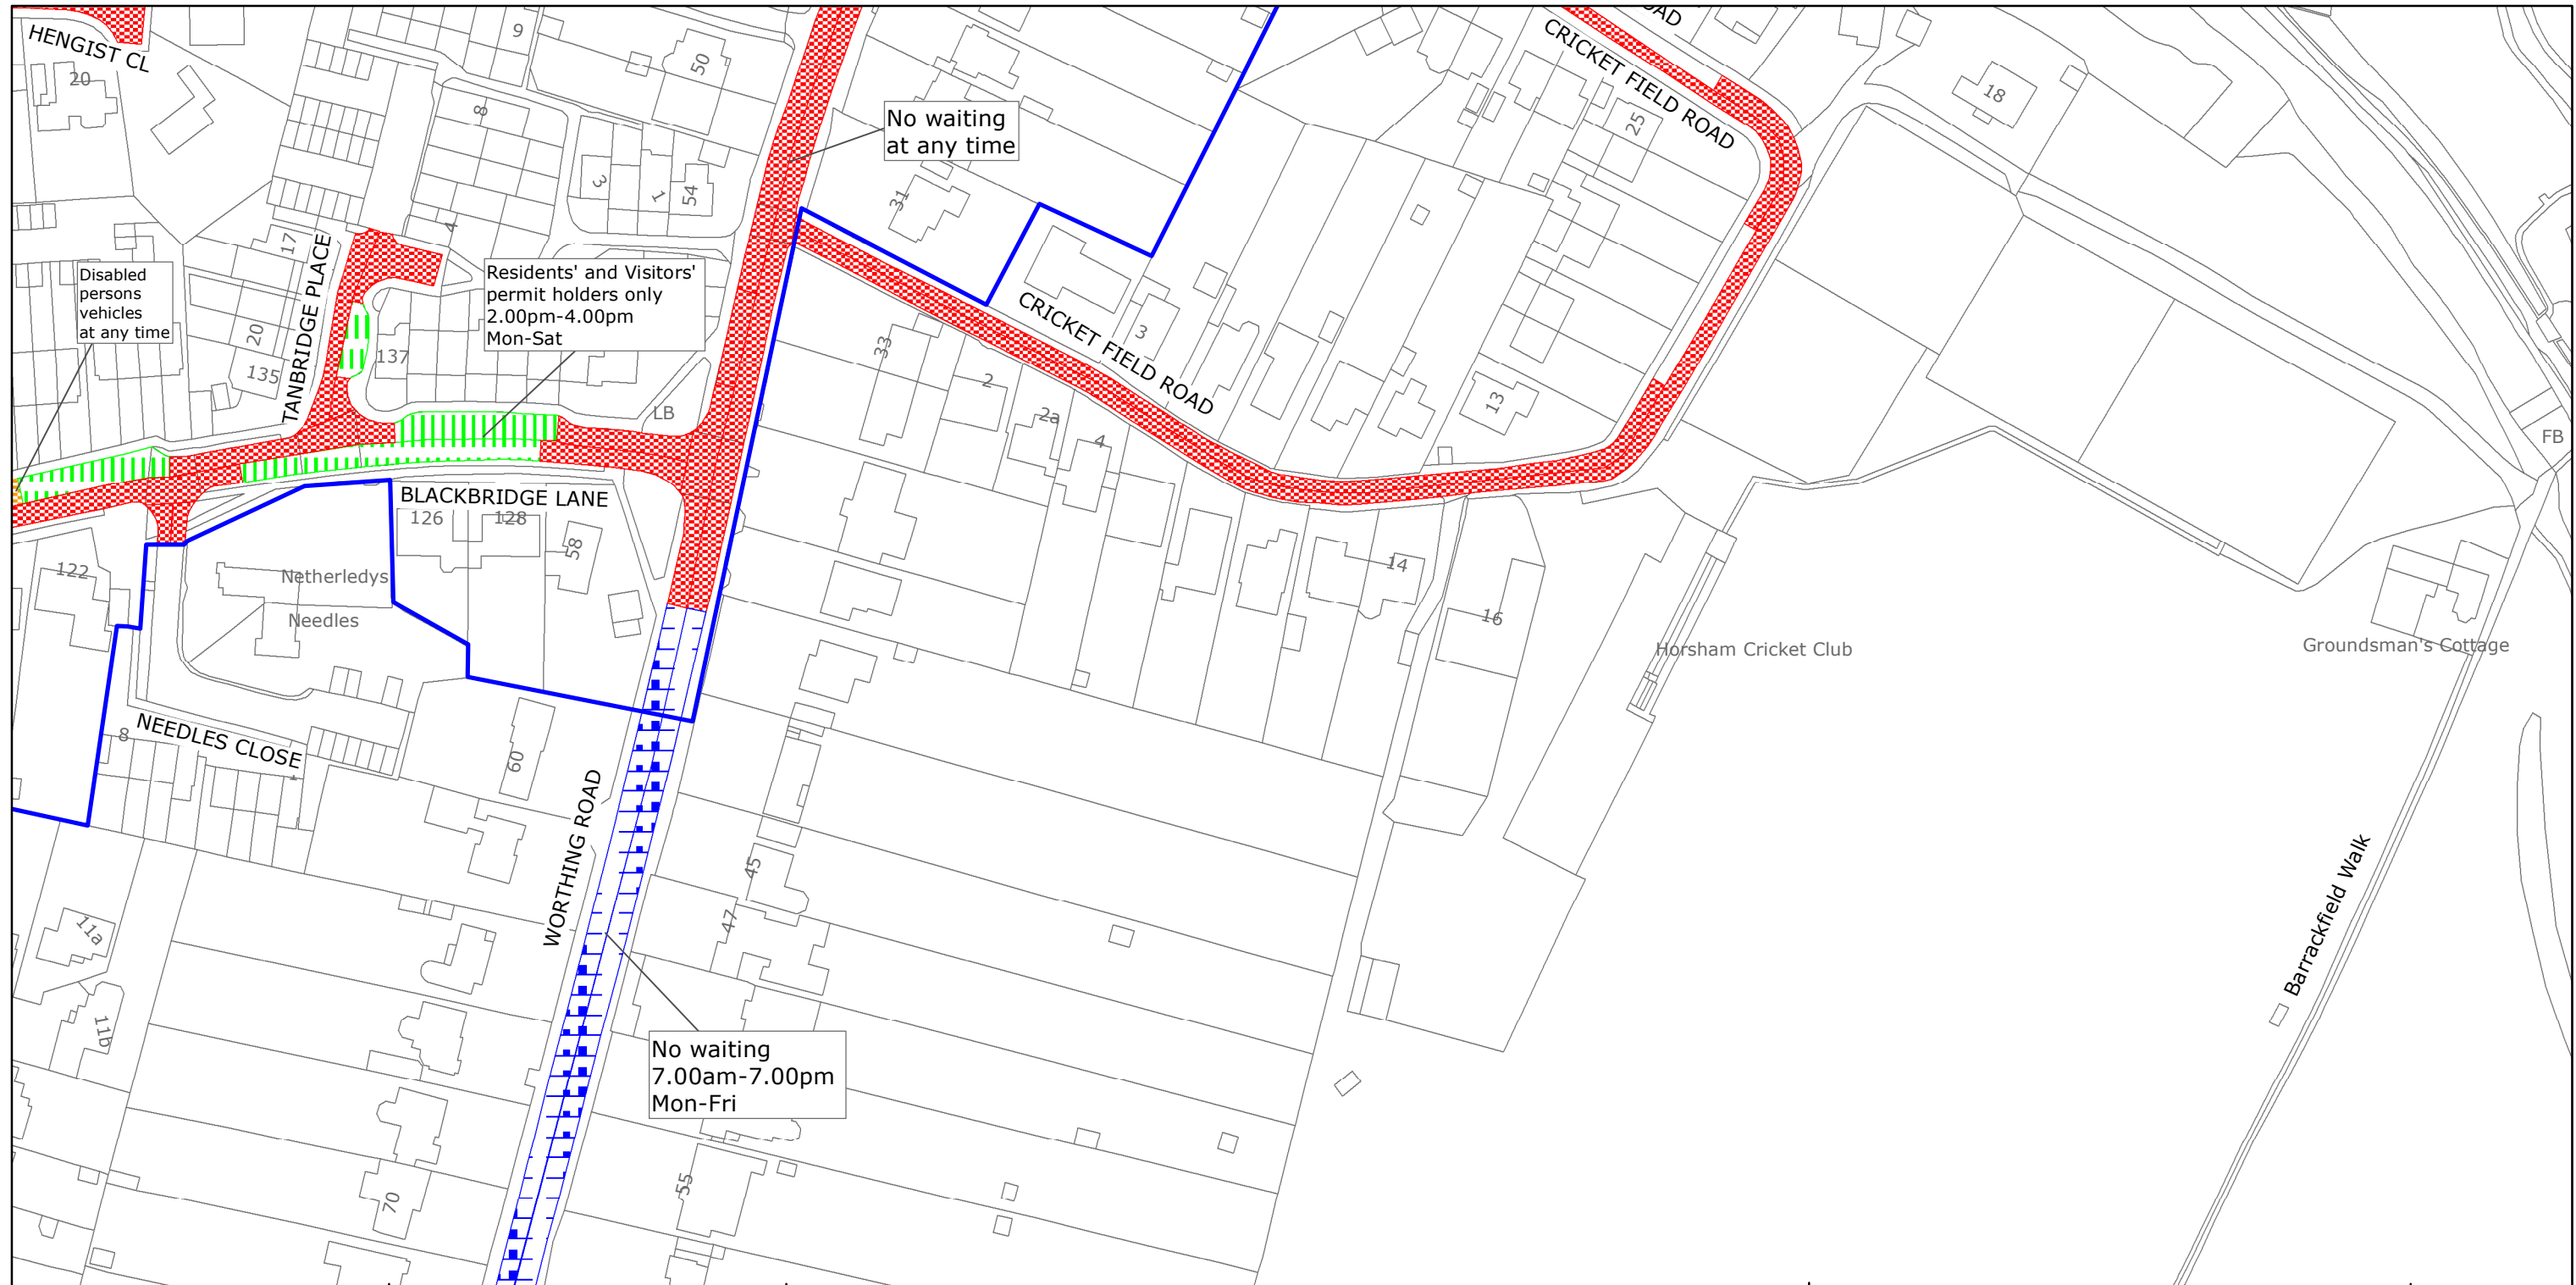 HENGIST CL
20
9
50
8
3
1
54
4
17
20
135
137
TANBRIDGE PLACE
Disabled
persons
vehicles
at any time
Residents' and Visitors'
permit holders only
2.00pm-4.00pm
Mon-Sat
No waiting
at any time
31
CRICKET FIELD ROAD
25
18
CRICKET FIELD ROAD
3
33
2
2a
4
13
LB
FB
BLACKBRIDGE LANE
126
128
58
122
Netherledys
Needles
14
16
Horsham Cricket Club
Groundsman's Cottage
8
NEEDLES CLOSE
1
60
WORTHING ROAD
45
47
11a
11b
Barrackfield Walk
No waiting
7.00am-7.00pm
Mon-Fri
55
70